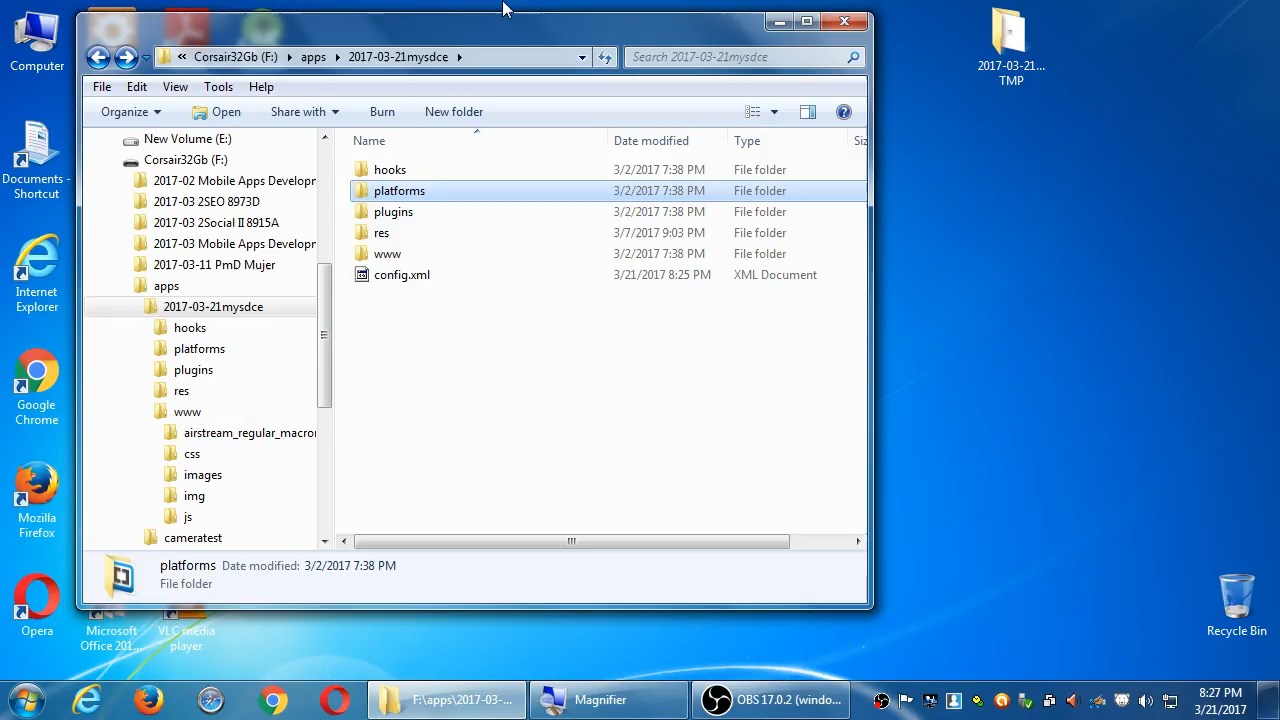 Computer
Documents -
Shortcut
Internet
Explorer
Google
Chrome
Mozilla
Firefox
Opera
Microsoft
Office 201...
VLC media
player
2017-03-21...
TMP
Recycle Bin
« Corsair32Gb (F:) apps 2017-03-21mysdce
Search 2017-03-21mysdce
File Edit View Tools Help
Organize Open Share with Burn New folder
New Volume (E:)
Corsair32Gb (F:)
2017-02 Mobile Apps Developr
2017-03 2SEO 8973D
2017-03 2Social II 8915A
2017-03 Mobile Apps Developr
2017-03-11 PmD Mujer
apps
2017-03-21mysdce
hooks
platforms
plugins
res
www
airstream_regular_macror
css
images
img
js
cameratest
Name Date modified Type Siz
hooks 3/2/2017 7:38 PM File folder
platforms 3/2/2017 7:38 PM File folder
plugins 3/2/2017 7:38 PM File folder
res 3/7/2017 9:03 PM File folder
www 3/2/2017 7:38 PM File folder
config.xml 3/21/2017 8:25 PM XML Document
platforms Date modified: 3/2/2017 7:38 PM
File folder
F:\apps\2017-03-...
Magnifier
OBS 17.0.2 (windo...
8:27 PM
3/21/2017